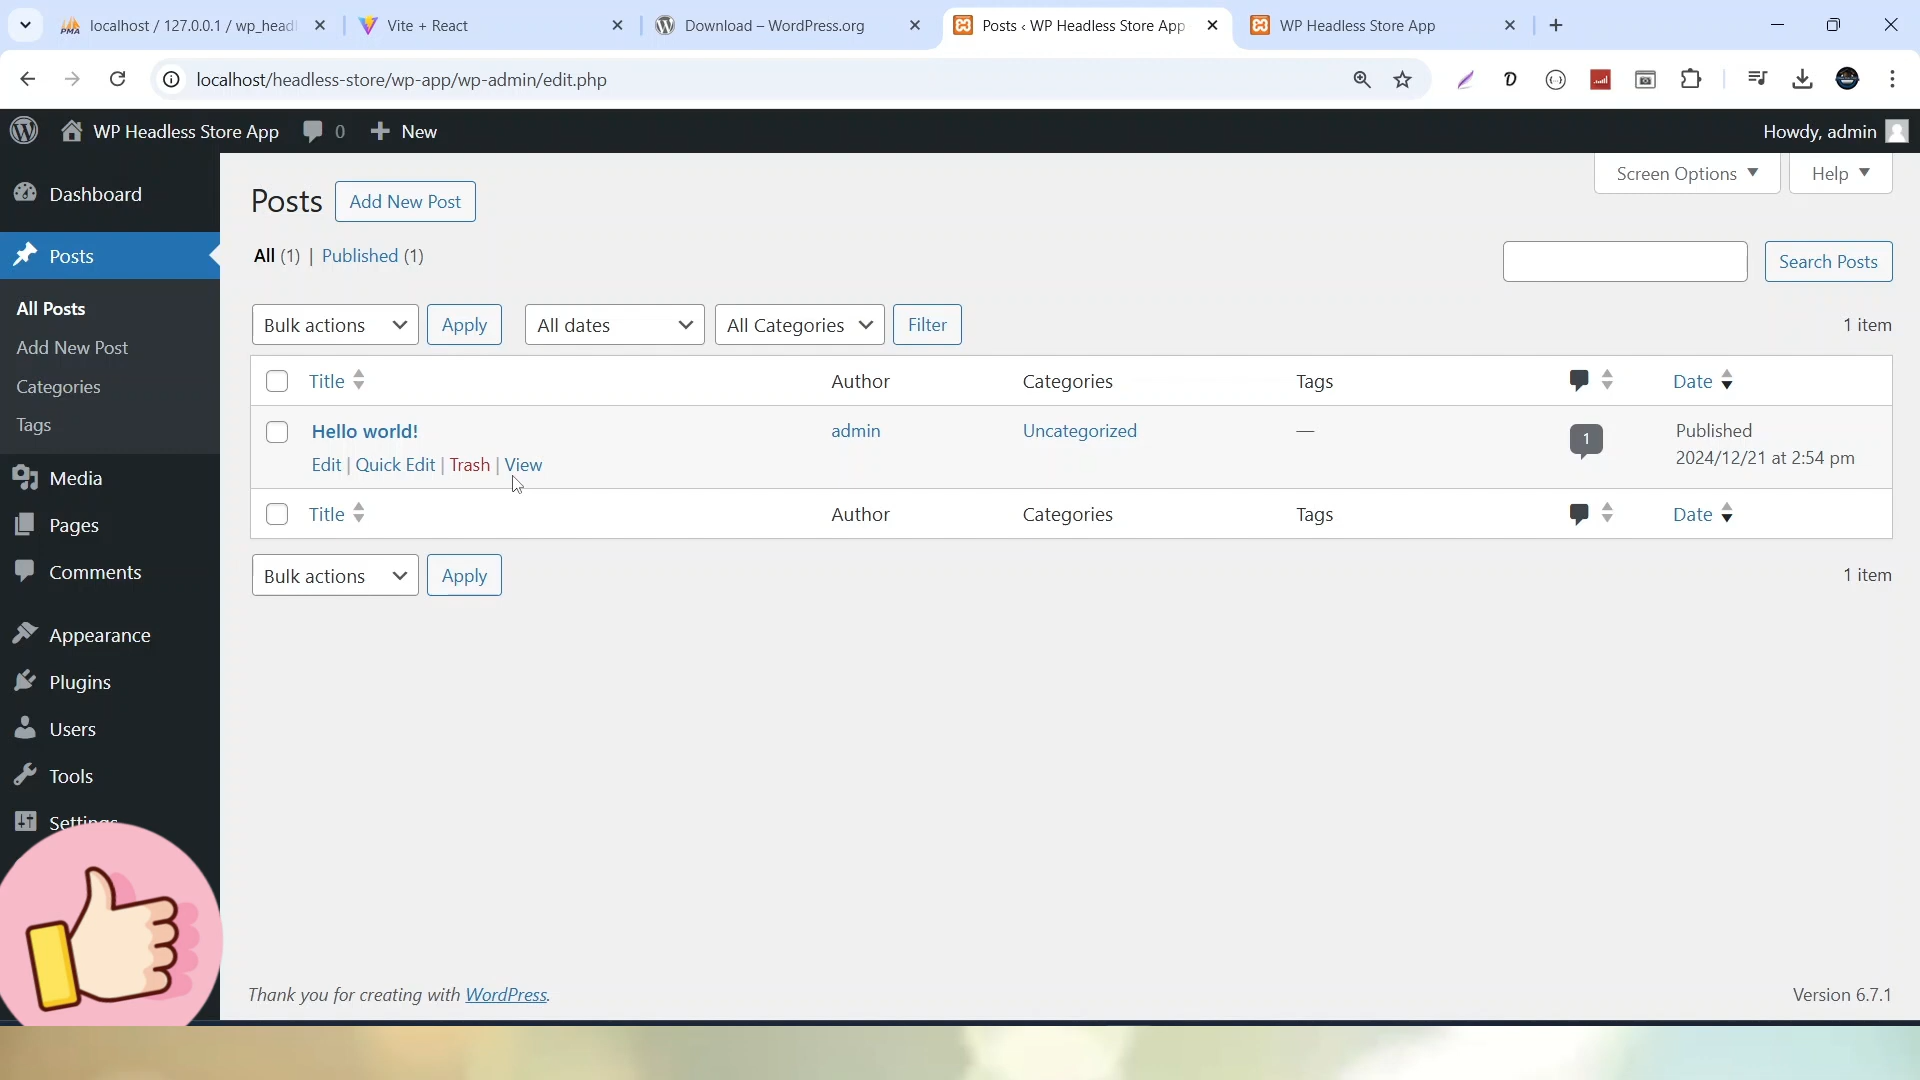 localhost / 127.0.0.1 / wp_headl
Vite + React
Download – WordPress.org
Posts ‹ WP Headless Store App
WP Headless Store App
localhost/headless-store/wp-app/wp-admin/edit.php
WP Headless Store App 0 New
Howdy, admin
Dashboard
Posts
All Posts
Add New Post
Categories
Tags
Media
Pages
Comments
Appearance
Plugins
Users
Tools
Settings
Screen Options
Help
Posts Add New Post
All (1) | Published (1)
Search Posts
Bulk actions Apply All dates All Categories Filter 1 item
Title Author Categories Tags Date
Hello world! admin Uncategorized — 1 Published
2024/12/21 at 2:54 pm
Edit | Quick Edit | Trash | View
Title Author Categories Tags Date
Bulk actions Apply 1 item
Thank you for creating with WordPress. Version 6.7.1